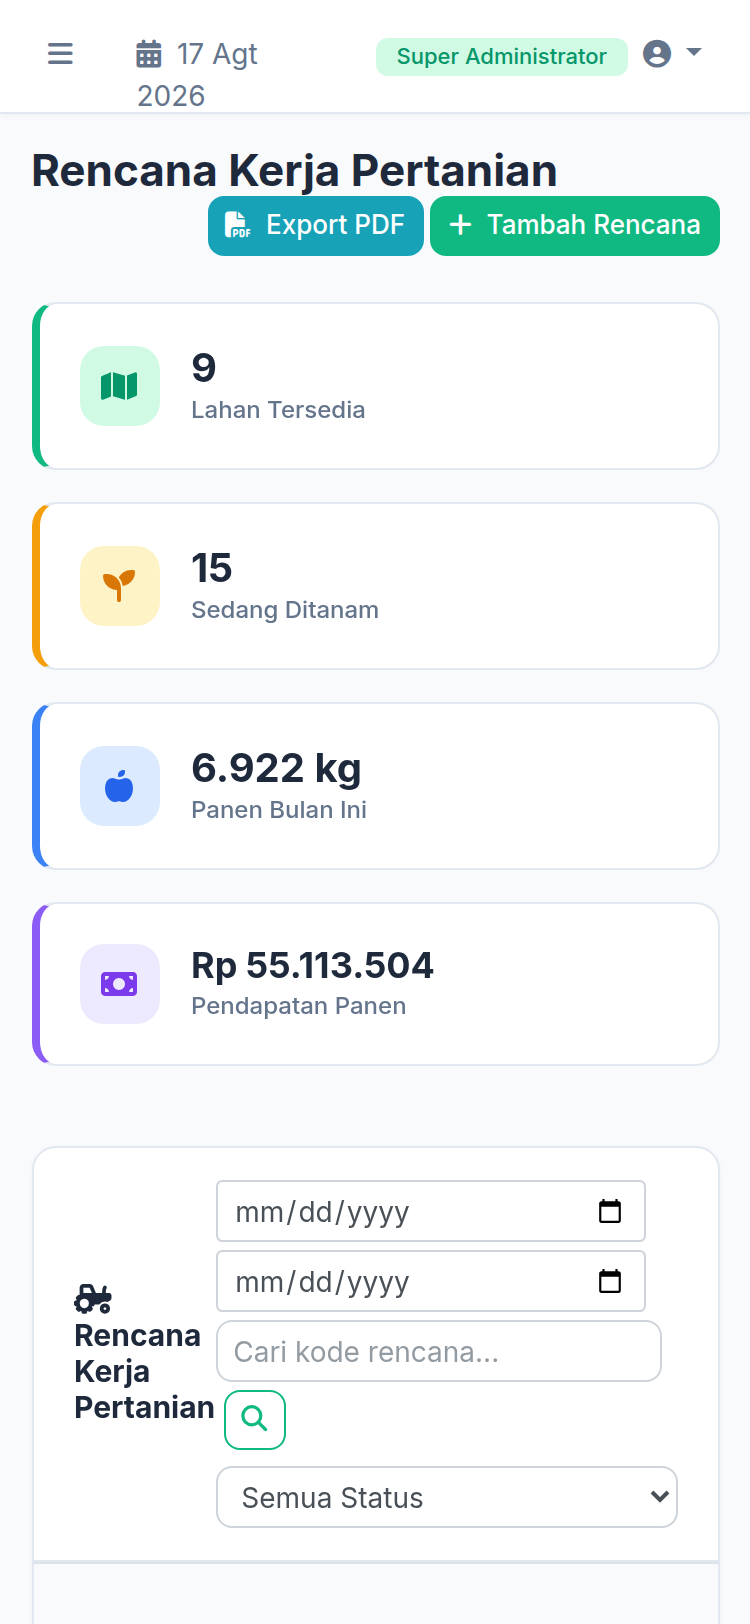 17 Agt
2026
Super Administrator
Rencana Kerja Pertanian
PDF Export PDF
Tambah Rencana
9
Lahan Tersedia
15
Sedang Ditanam
6.922 kg
Panen Bulan Ini
Rp 55.113.504
Pendapatan Panen
Rencana
Kerja
Pertanian
mm/dd/yyyy
mm/dd/yyyy
Cari kode rencana...
Semua Status